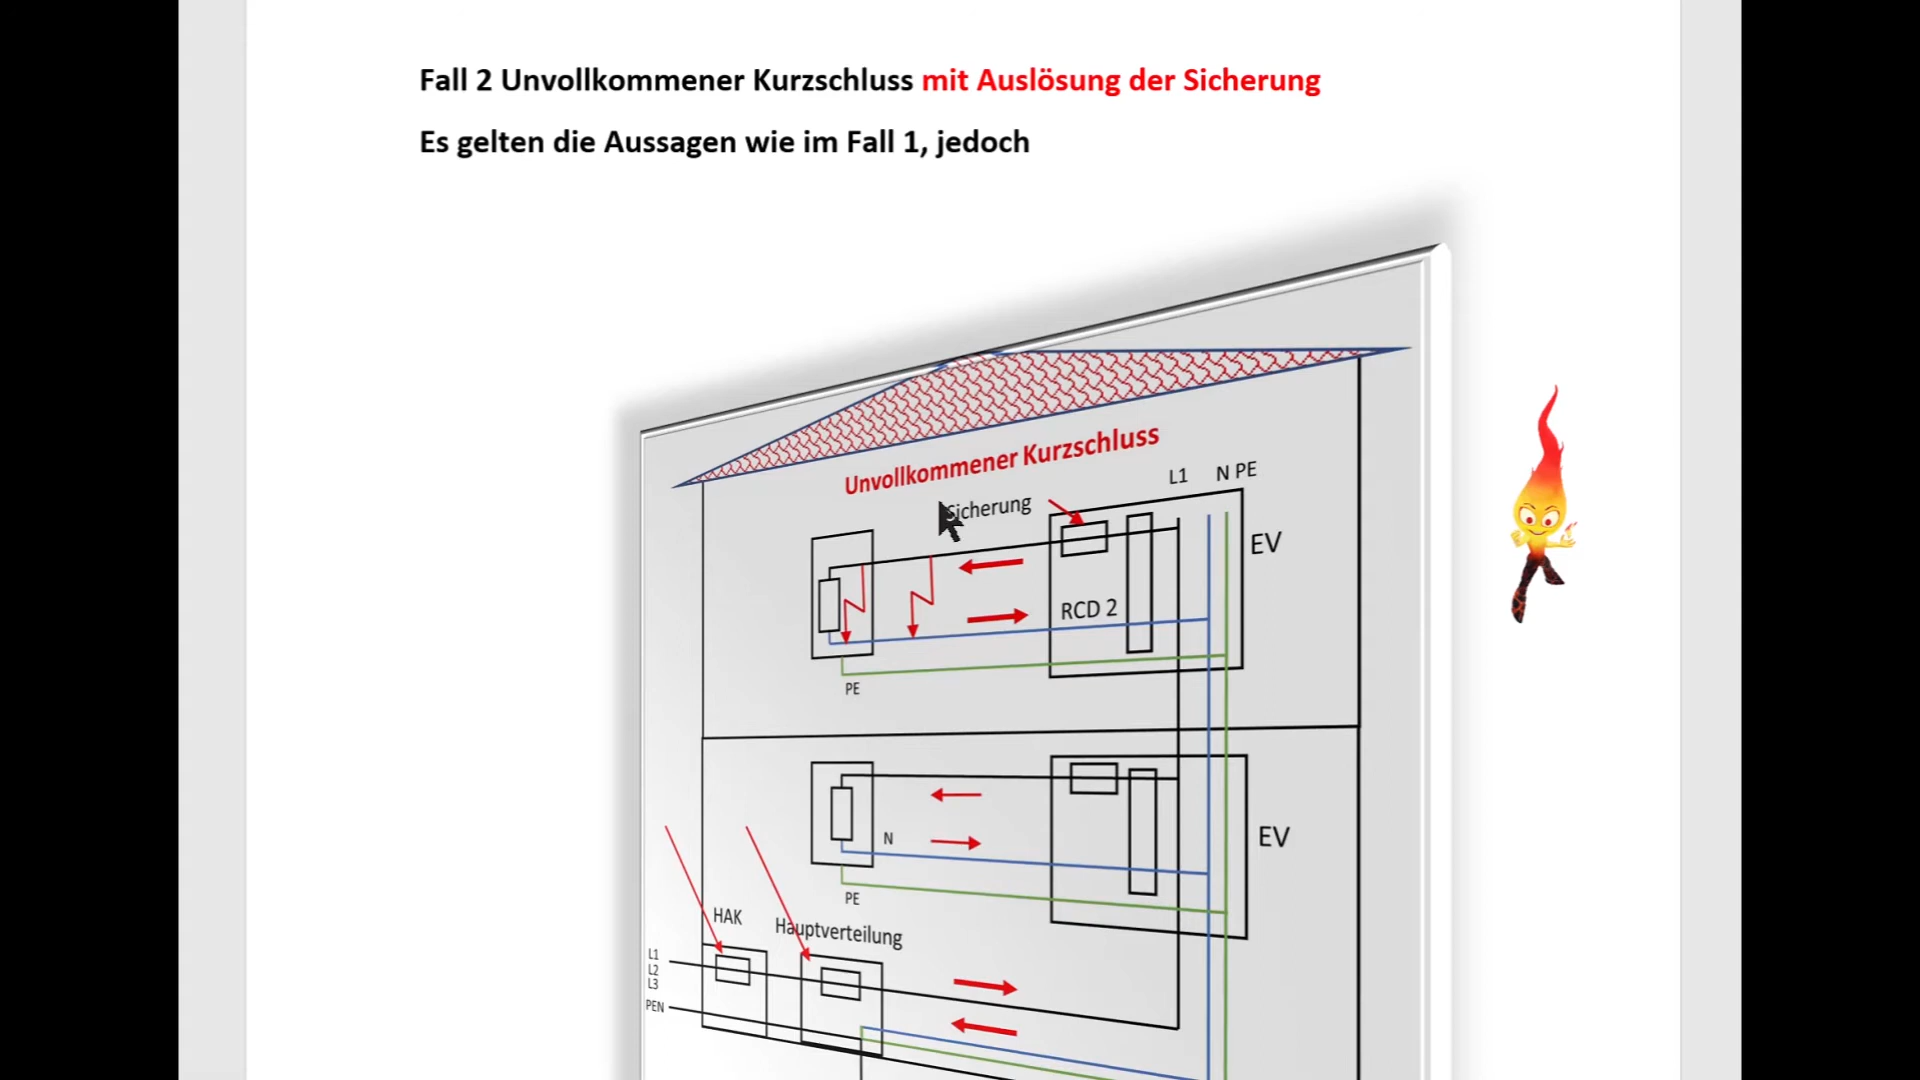 Fall 2 Unvollkommener Kurzschluss mit Auslösung der Sicherung
Es gelten die Aussagen wie im Fall 1, jedoch
Unvollkommener Kurzschluss
L1 N PE
Sicherung
EV
RCD 2
PE
N
EV
PE
HAK
Hauptverteilung
L1
L2
L3
PEN